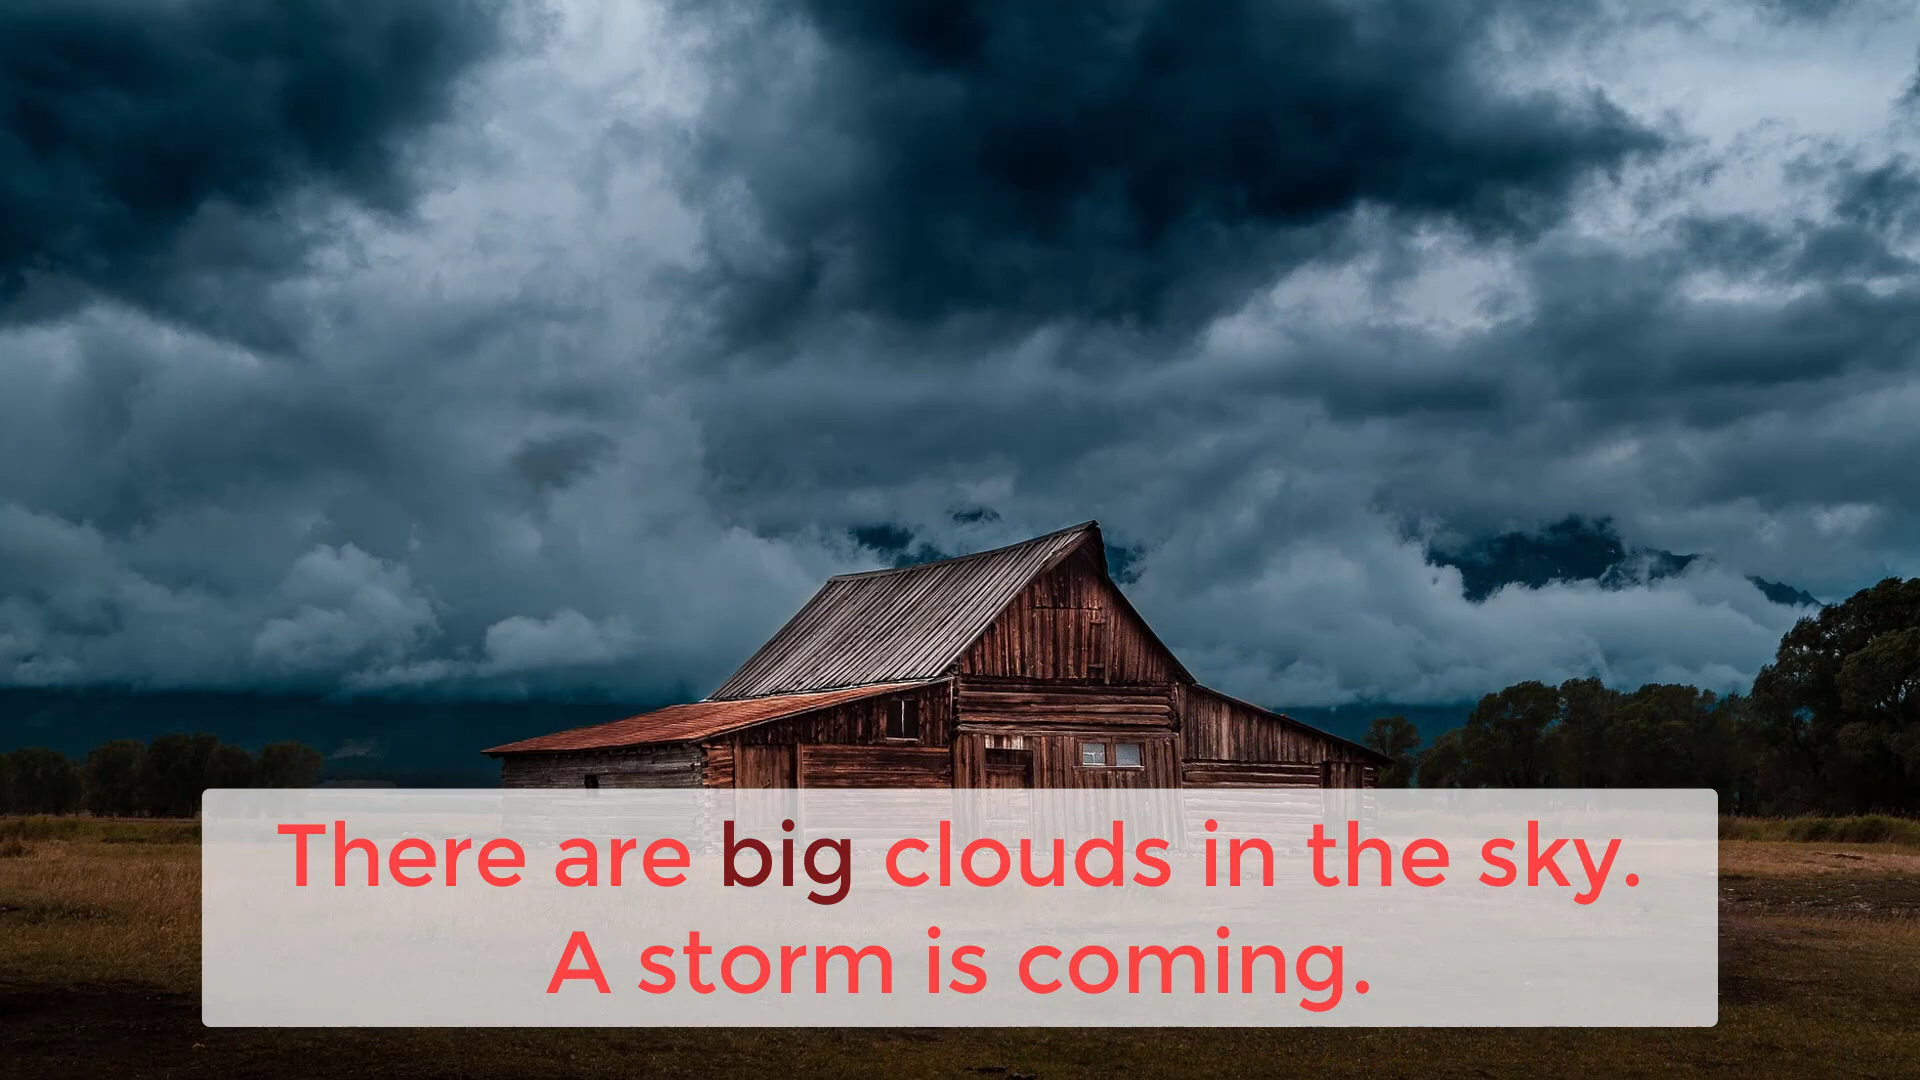 There are big clouds in the sky.
A storm is coming.